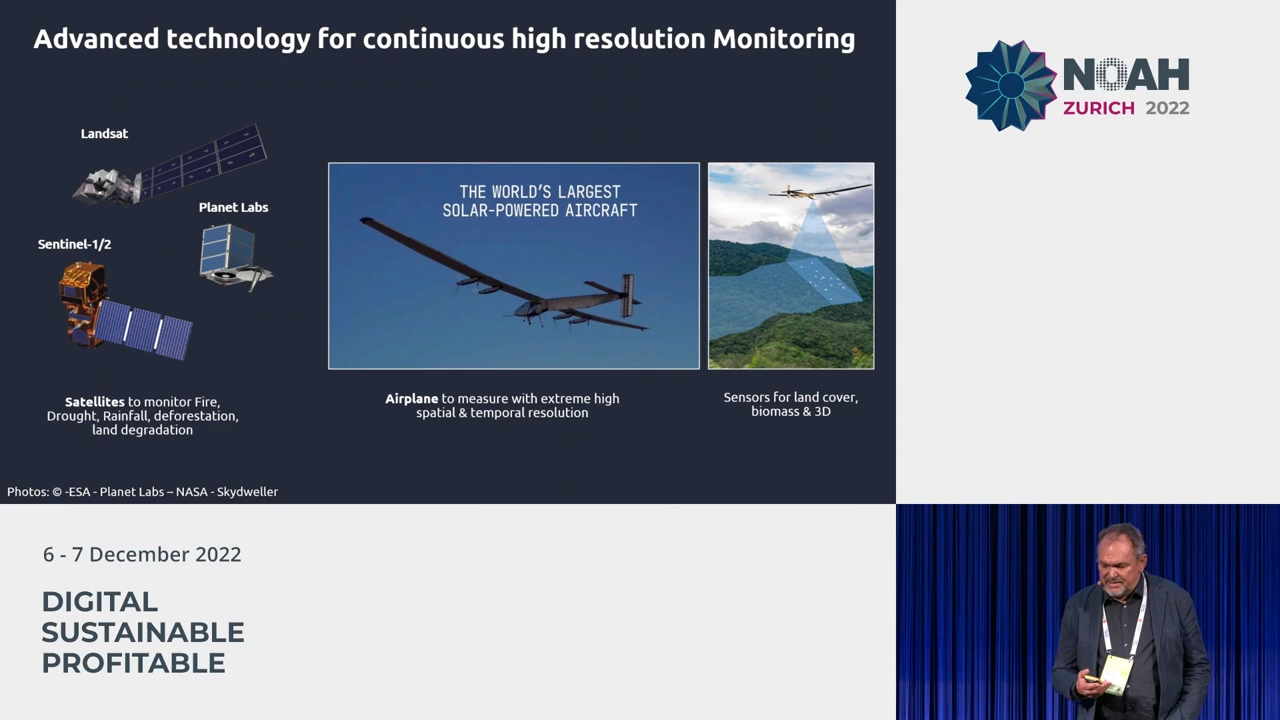 Advanced technology for continuous high resolution Monitoring
Landsat
Planet Labs
Sentinel-1/2
THE WORLD'S LARGEST
SOLAR-POWERED AIRCRAFT
Satellites to monitor Fire,
Drought, Rainfall, deforestation,
land degradation
Airplane to measure with extreme high
spatial & temporal resolution
Sensors for land cover,
biomass & 3D
Photos: © -ESA - Planet Labs – NASA - Skydweller
NOAH
ZURICH 2022
6 - 7 December 2022
DIGITAL
SUSTAINABLE
PROFITABLE